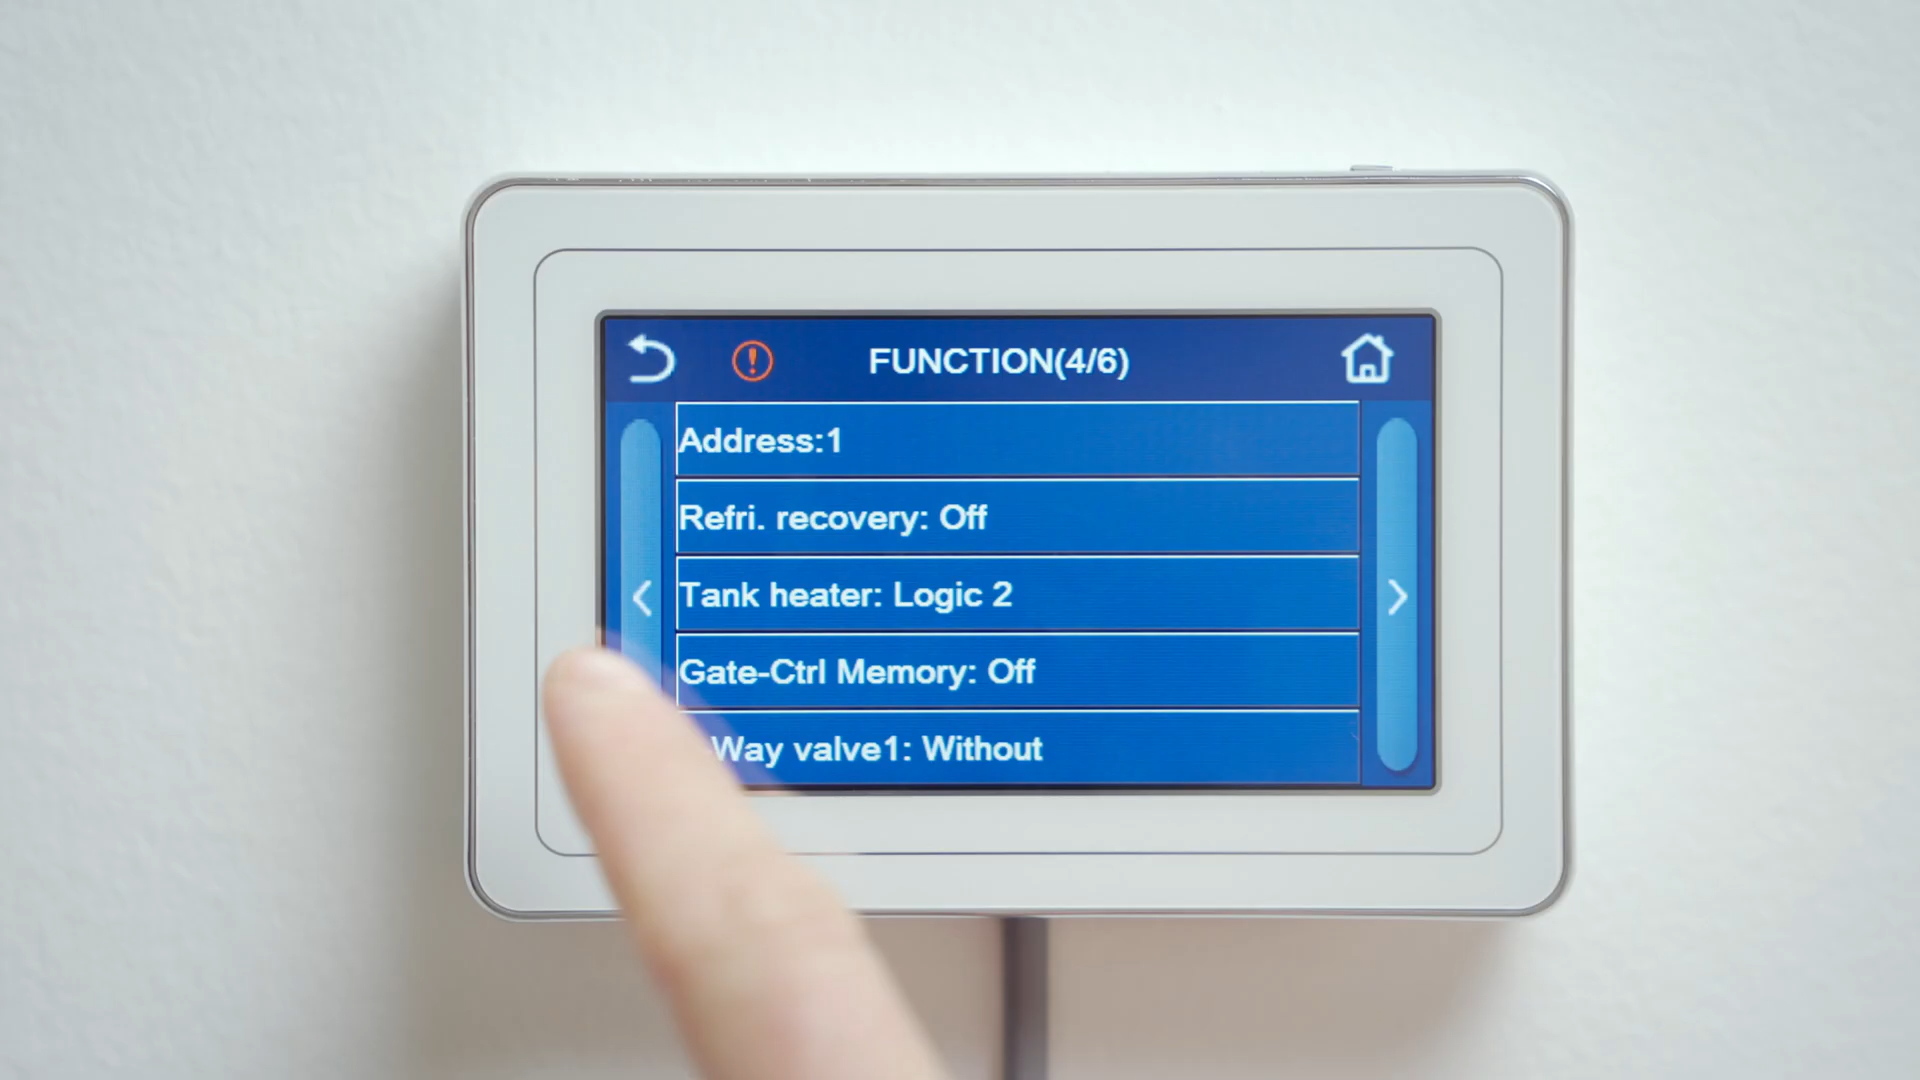 FUNCTION(4/6)
Address:1
Refri. recovery: Off
Tank heater: Logic 2
Gate-Ctrl Memory: Off
-Way valve1: Without